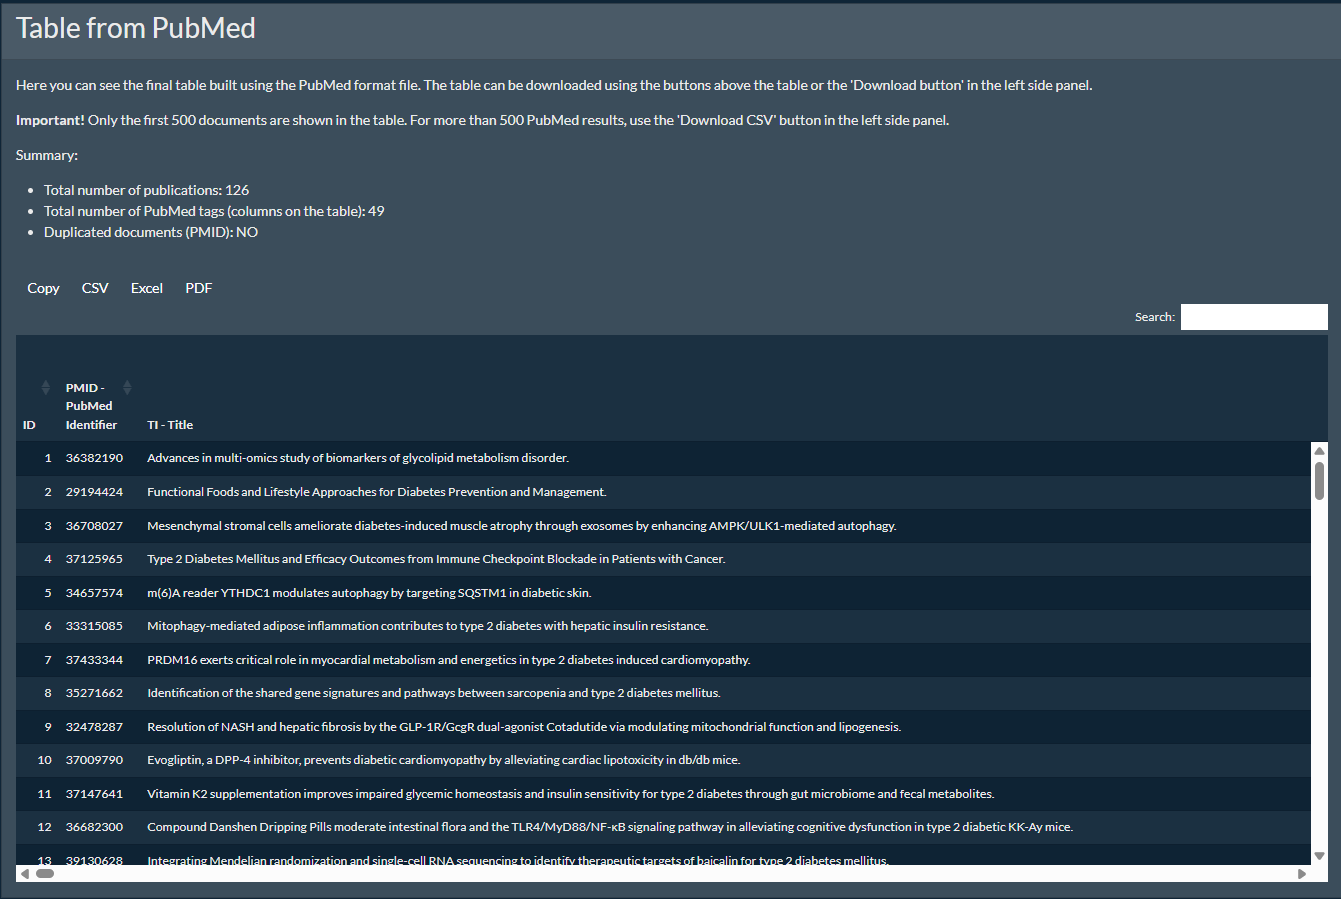 Table from PubMed
Here you can see the final table built using the PubMed format file. The table can be downloaded using the buttons above the table or the 'Download button' in the left side panel.
Important! Only the first 500 documents are shown in the table. For more than 500 PubMed results, use the 'Download CSV' button in the left side panel.
Summary:
• Total number of publications: 126
• Total number of PubMed tags (columns on the table): 49
• Duplicated documents (PMID): NO
Copy CSV Excel PDF
Search:
PMID -
PubMed
ID Identifier TI - Title
1 36382190 Advances in multi-omics study of biomarkers of glycolipid metabolism disorder.
2 29194424 Functional Foods and Lifestyle Approaches for Diabetes Prevention and Management.
3 36708027 Mesenchymal stromal cells ameliorate diabetes-induced muscle atrophy through exosomes by enhancing AMPK/ULK1-mediated autophagy.
4 37125965 Type 2 Diabetes Mellitus and Efficacy Outcomes from Immune Checkpoint Blockade in Patients with Cancer.
5 34657574 m(6)A reader YTHDC1 modulates autophagy by targeting SQSTM1 in diabetic skin.
6 33315085 Mitophagy-mediated adipose inflammation contributes to type 2 diabetes with hepatic insulin resistance.
7 37433344 PRDM16 exerts critical role in myocardial metabolism and energetics in type 2 diabetes induced cardiomyopathy.
8 35271662 Identification of the shared gene signatures and pathways between sarcopenia and type 2 diabetes mellitus.
9 32478287 Resolution of NASH and hepatic fibrosis by the GLP-1R/GcgR dual-agonist Cotadutide via modulating mitochondrial function and lipogenesis.
10 37009790 Evogliptin, a DPP-4 inhibitor, prevents diabetic cardiomyopathy by alleviating cardiac lipotoxicity in db/db mice.
11 37147641 Vitamin K2 supplementation improves impaired glycemic homeostasis and insulin sensitivity for type 2 diabetes through gut microbiome and fecal metabolites.
12 36682300 Compound Danshen Dripping Pills moderate intestinal flora and the TLR4/MyD88/NF-κB signaling pathway in alleviating cognitive dysfunction in type 2 diabetic KK-Ay mice.
13 39130628 Integrating Mendelian randomization and single-cell RNA sequencing to identify therapeutic targets of baicalin for type 2 diabetes mellitus.